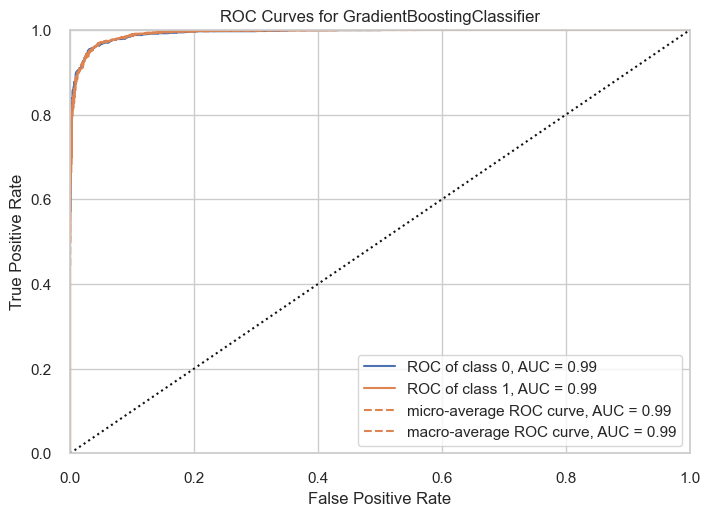 ROC Curves for GradientBoostingClassifier
1.0
0.8
0.6
0.4
0.2
0.0
True Positive Rate
ROC of class 0, AUC = 0.99
ROC of class 1, AUC = 0.99
micro-average ROC curve, AUC = 0.99
macro-average ROC curve, AUC = 0.99
0.0 0.2 0.4 0.6 0.8 1.0
False Positive Rate